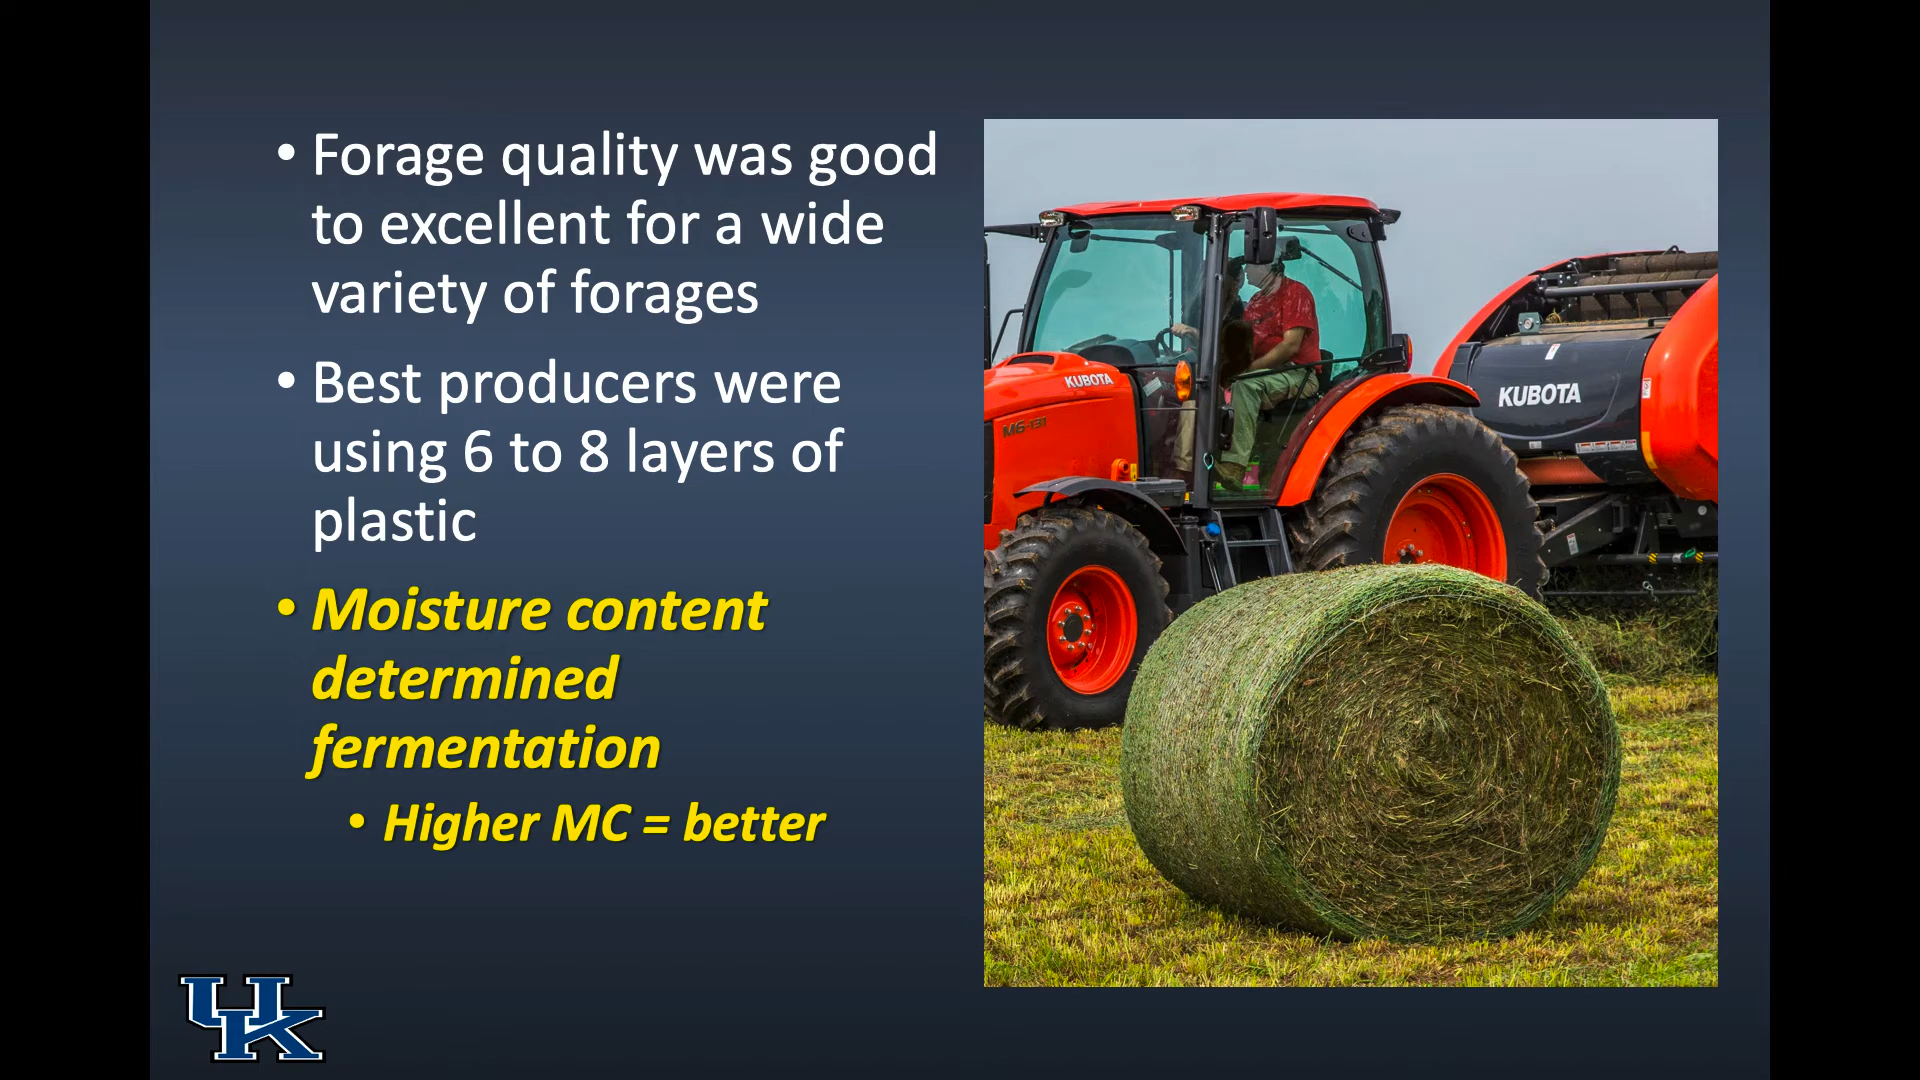 • Forage quality was good
to excellent for a wide
variety of forages
• Best producers were
using 6 to 8 layers of
plastic
• Moisture content
determined
fermentation
• Higher MC = better
KUBOTA
M6-131
KUBOTA
UK